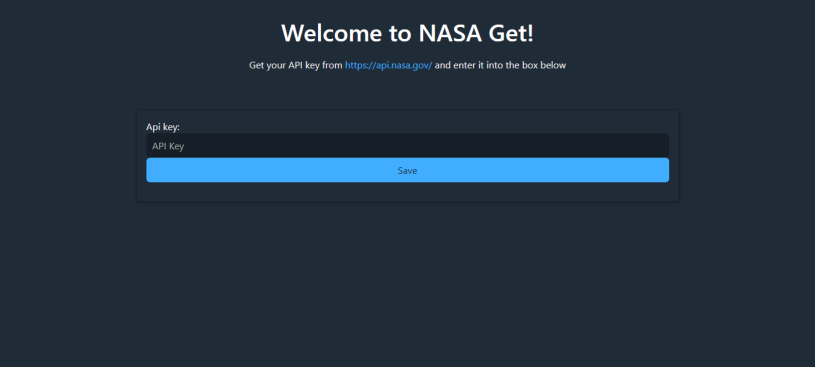 Welcome to NASA Get!
Get your API key from https://api.nasa.gov/ and enter it into the box below
Api key:
API Key
Save